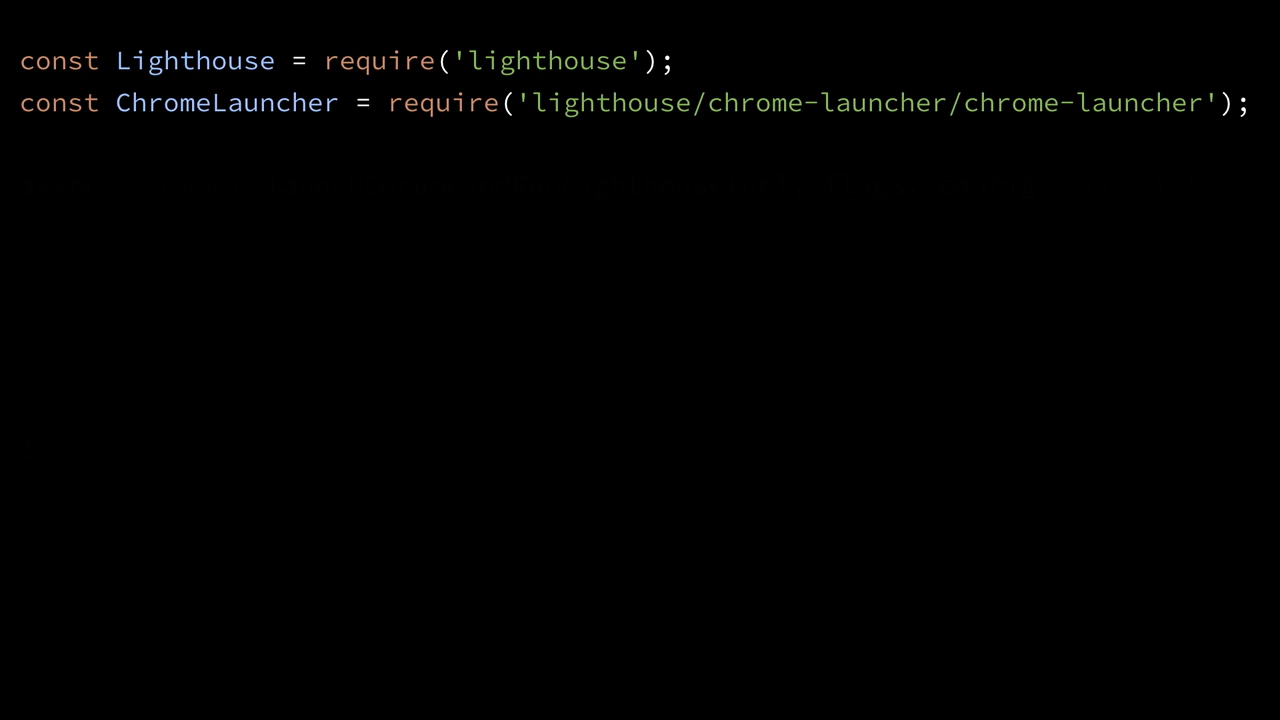 const Lighthouse = require('lighthouse');
const ChromeLauncher = require('lighthouse/chrome-launcher/chrome-launcher');